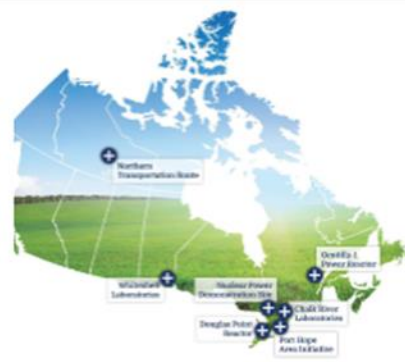 Northern
Transportation Route
Gentilly-1
Power Reactor
Whiteshell
Laboratories
Nuclear Power
Demonstration Site
Chalk River
Laboratories
Douglas Point
Reactor
Port Hope
Area Initiative